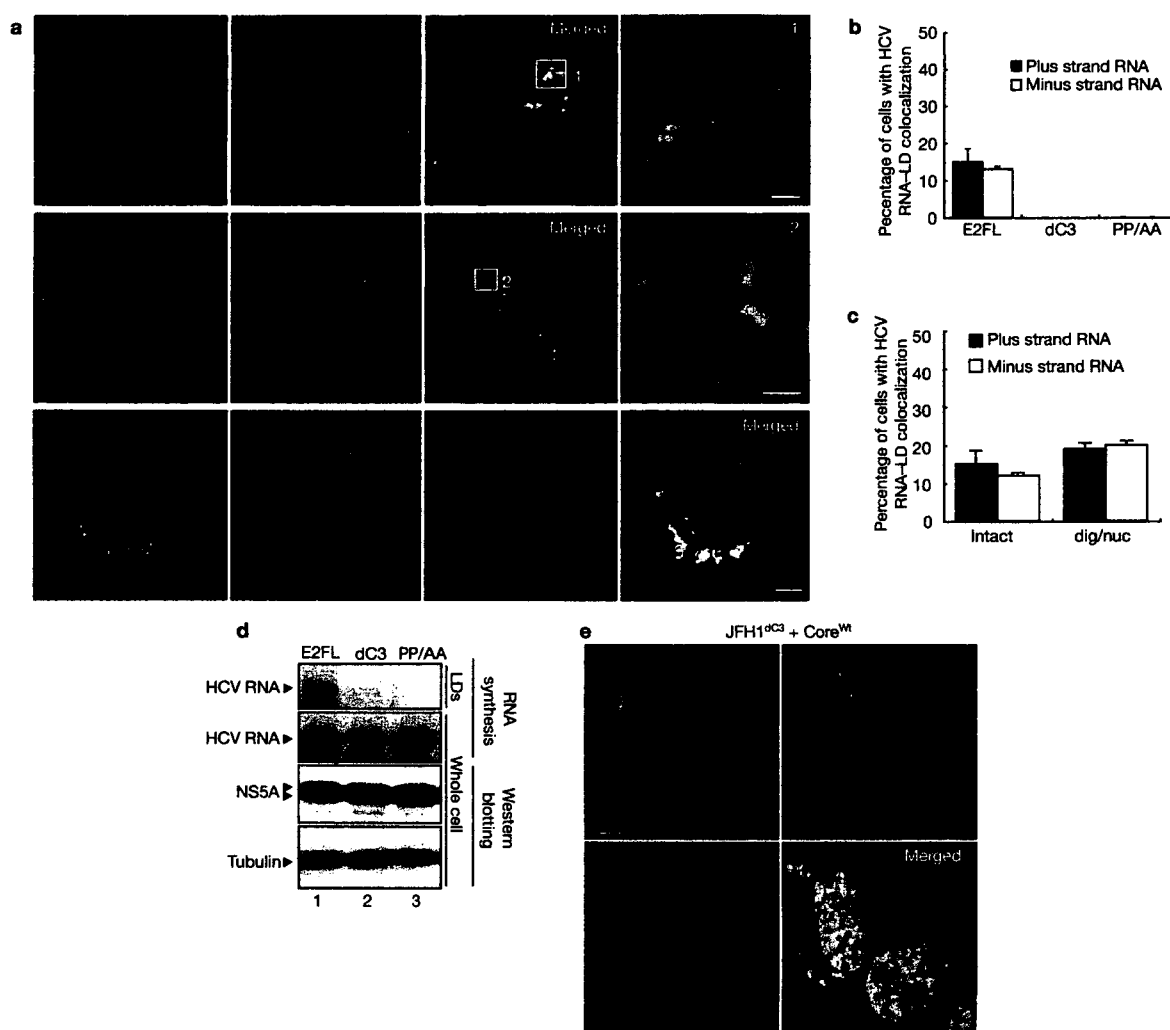 a
Merged
1
1
Merged
2
2
Merged
b
Pecentage of cells with HCV
RNA–LD colocalization
50
40
30
20
10
0
Plus strand RNA
Minus strand RNA
E2FL dC3 PP/AA
c
Percentage of cells with HCV
RNA–LD colocalization
50
40
30
20
10
0
Plus strand RNA
Minus strand RNA
Intact dig/nuc
d
E2FL dC3 PP/AA
HCV RNA
HCV RNA
NS5A
Tubulin
LDs
Whole cell
RNA
synthesis
Western
blotting
1 2 3
e
JFH1dC3 + CoreWt
Merged